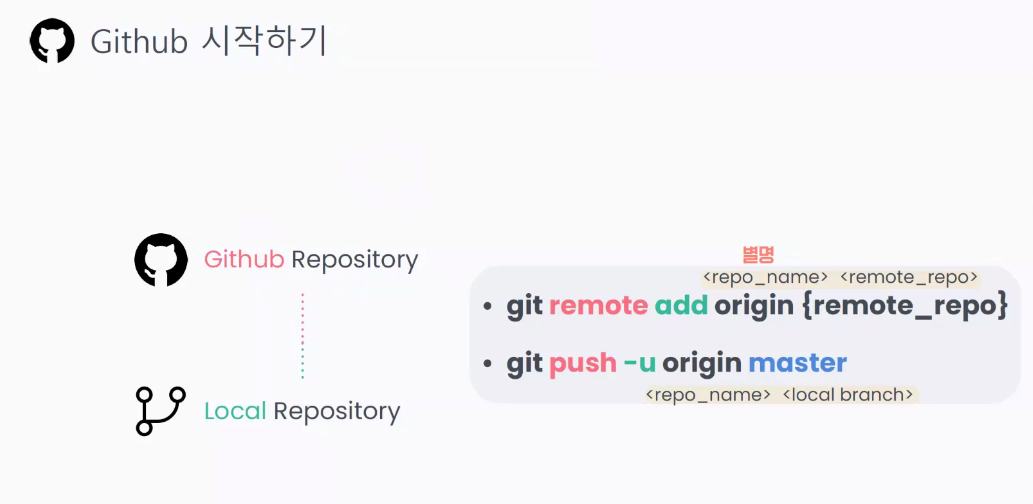 Github 시작하기
Github Repository
Local Repository
별명
<repo_name> <remote_repo>
• git remote add origin {remote_repo}
• git push -u origin master
<repo_name> <local branch>